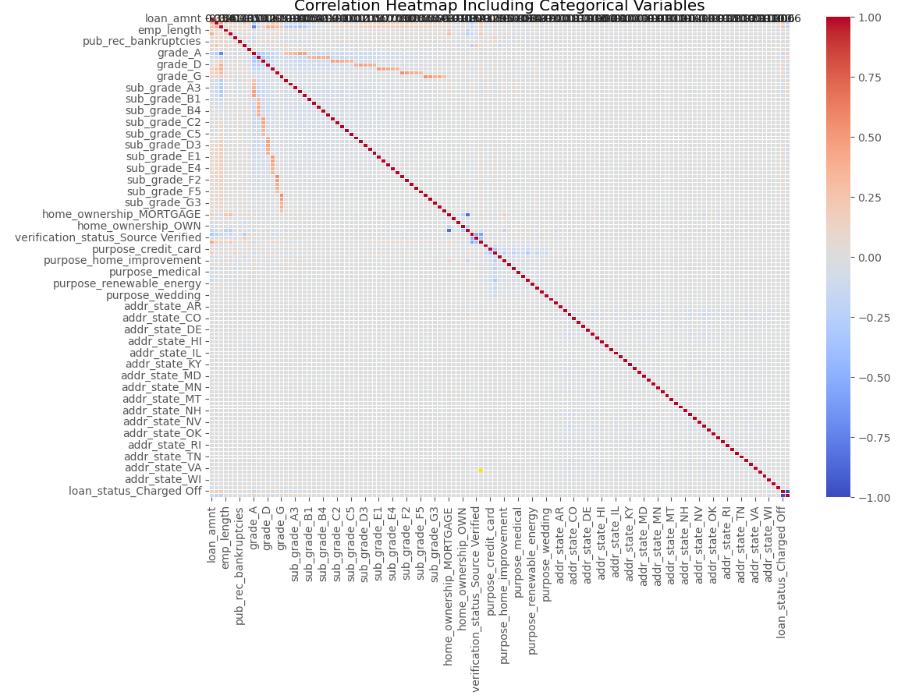 Correlation Heatmap Including Categorical Variables
loan_amnt
emp_length
pub_rec_bankruptcies
grade_A
grade_D
grade_G
sub_grade_A3
sub_grade_B1
sub_grade_B4
sub_grade_C2
sub_grade_C5
sub_grade_D3
sub_grade_E1
sub_grade_E4
sub_grade_F2
sub_grade_F5
sub_grade_G3
home_ownership_MORTGAGE
home_ownership_OWN
verification_status_Source Verified
purpose_credit_card
purpose_home_improvement
purpose_medical
purpose_renewable_energy
purpose_wedding
addr_state_AR
addr_state_CO
addr_state_DE
addr_state_HI
addr_state_IL
addr_state_KY
addr_state_MD
addr_state_MN
addr_state_MT
addr_state_NH
addr_state_NV
addr_state_OK
addr_state_RI
addr_state_TN
addr_state_VA
addr_state_WI
loan_status_Charged Off
loan_amnt
emp_length
pub_rec_bankruptcies
grade_A
grade_D
grade_G
sub_grade_A3
sub_grade_B1
sub_grade_B4
sub_grade_C2
sub_grade_C5
sub_grade_D3
sub_grade_E1
sub_grade_E4
sub_grade_F2
sub_grade_F5
sub_grade_G3
home_ownership_MORTGAGE
home_ownership_OWN
verification_status_Source Verified
purpose_credit_card
purpose_home_improvement
purpose_medical
purpose_renewable_energy
purpose_wedding
addr_state_AR
addr_state_CO
addr_state_DE
addr_state_HI
addr_state_IL
addr_state_KY
addr_state_MD
addr_state_MN
addr_state_MT
addr_state_NH
addr_state_NV
addr_state_OK
addr_state_RI
addr_state_TN
addr_state_VA
addr_state_WI
loan_status_Charged Off
1.00
0.75
0.50
0.25
0.00
−0.25
−0.50
−0.75
−1.00